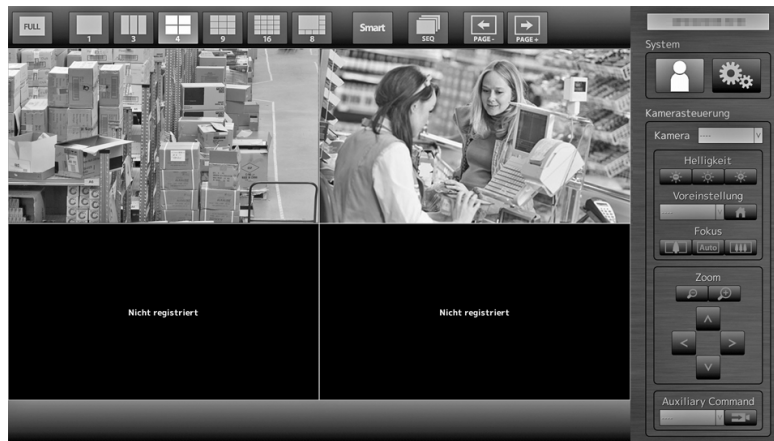 FULL
1
3
4
9
16
8
Smart
SEQ
PAGE-
PAGE+
System
Kamerasteuerung
Kamera
Helligkeit
Voreinstellung
Fokus
Auto
Zoom
Nicht registriert
Nicht registriert
Auxiliary Command